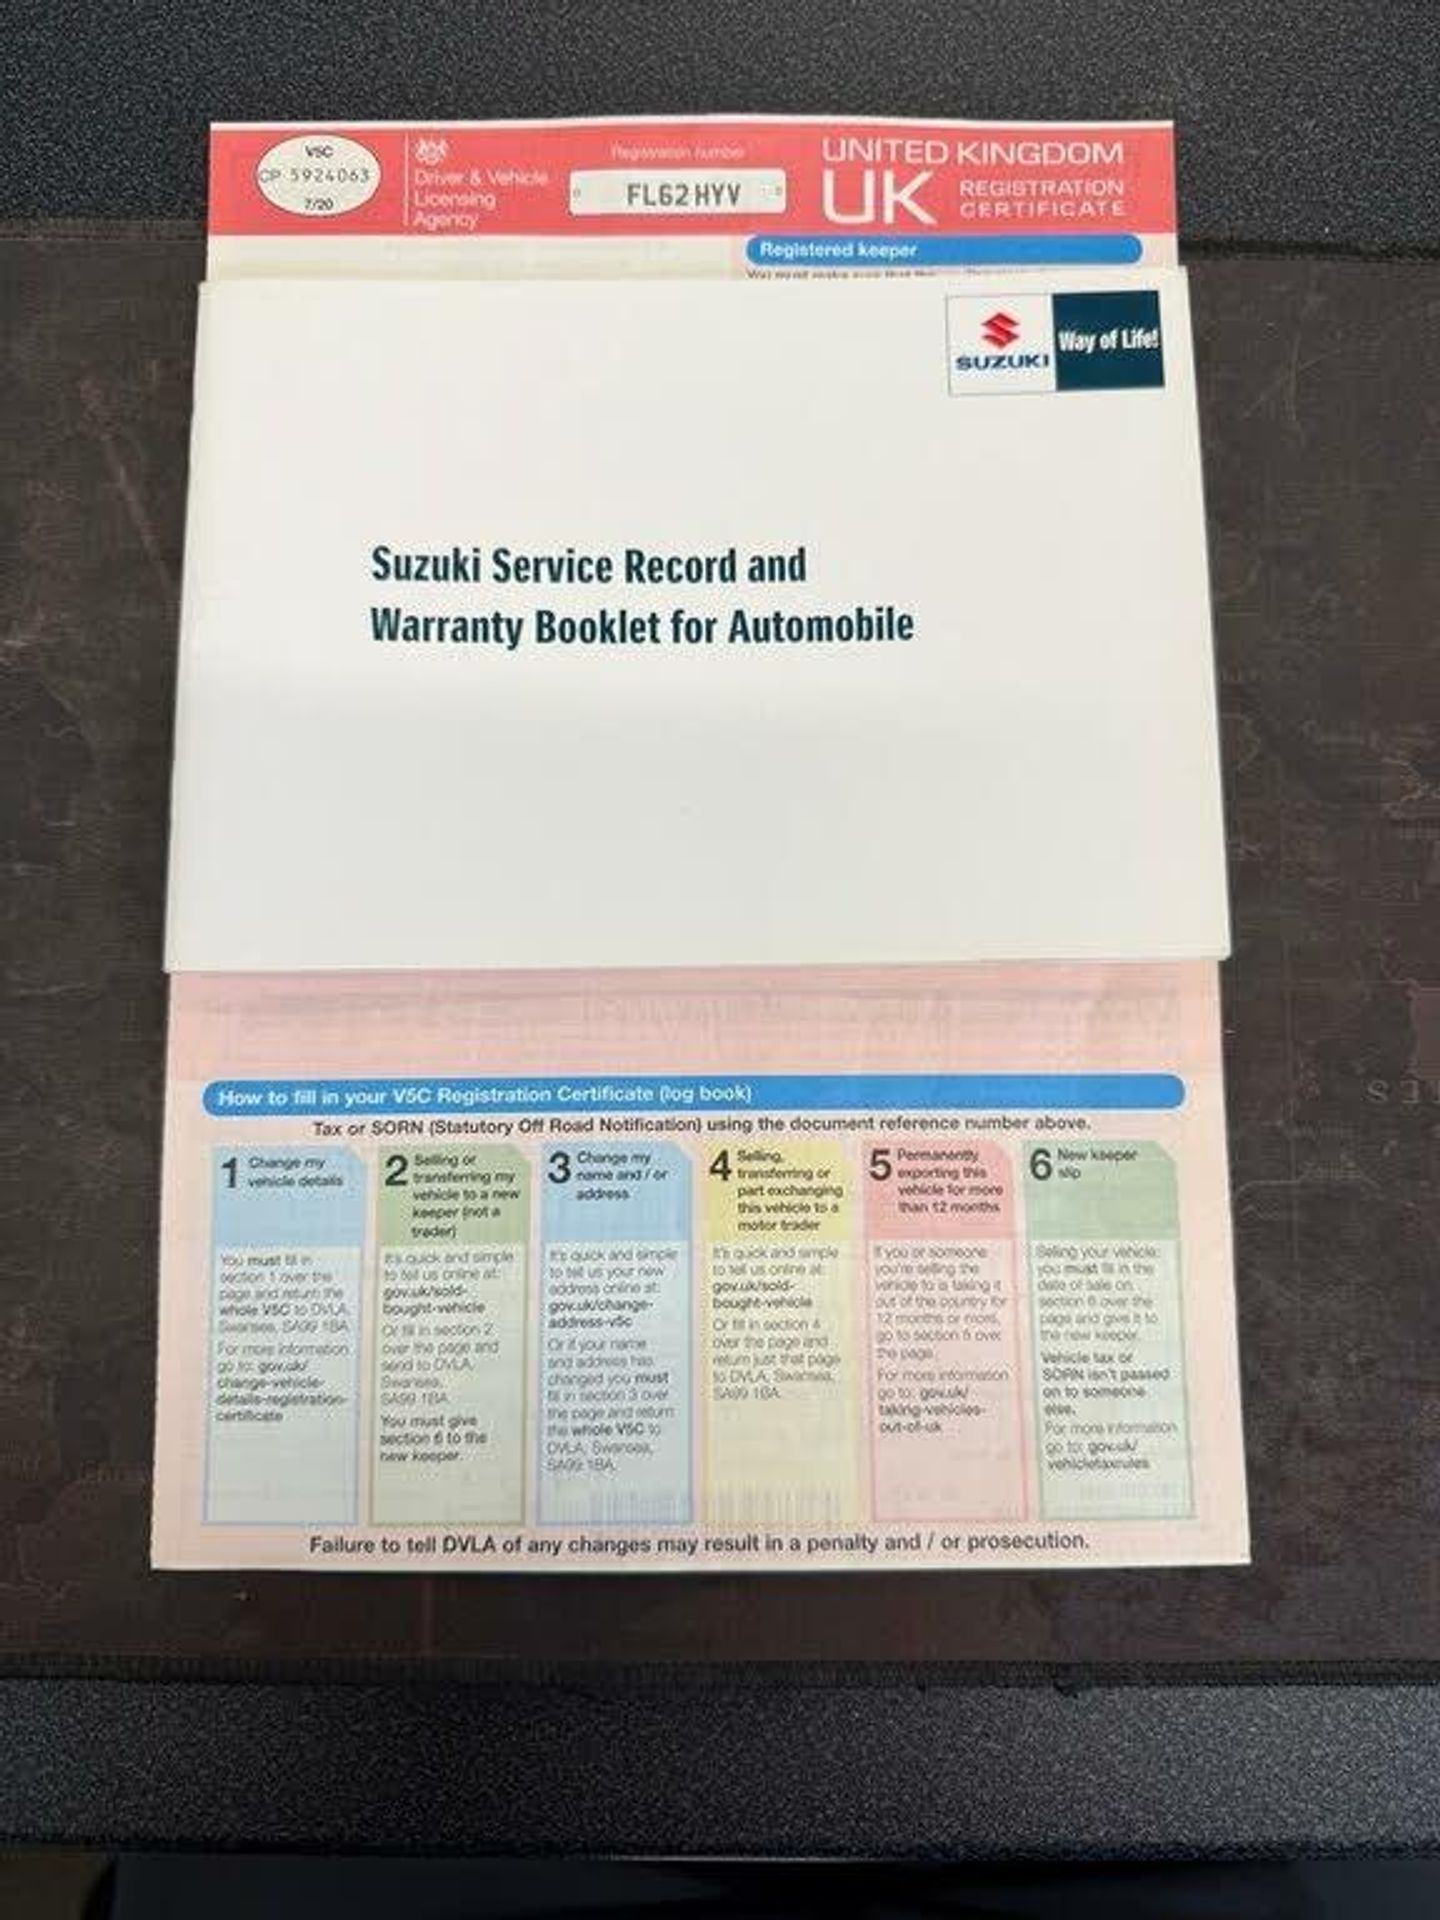 V5C
CP 5924063
7/20
Driver & Vehicle
Licensing
Agency
Registration number
FL62 HYV
UNITED KINGDOM
UK
REGISTRATION
CERTIFICATE
Registered keeper
You must make sure that the
SUZUKI
Way of Life!
Suzuki Service Record and
Warranty Booklet for Automobile
How to fill in your V5C Registration Certificate (log book)
Tax or SORN (Statutory Off Road Notification) using the document reference number above.
1 Change my
vehicle details
You must fill in
section 1 over the
page and return the
whole V5C to DVLA,
Swansea, SA99 1BA
For more information
go to: gov.uk/
change-vehicle-
details-registration-
certificate
2 Selling or
transferring my
vehicle to a new
keeper (not a
trader)
It's quick and simple
to tell us online at:
gov.uk/sold-
bought-vehicle
Or fill in section 2
over the page and
send to DVLA,
Swansea,
SA99 1BA
You must give
section 6 to the
new keeper.
3 Change my
name and / or
address
It's quick and simple
to tell us your new
address online at:
gov.uk/change-
address-v5c
Or if your name
and address has
changed you must
fill in section 3 over
the page and return
the whole V5C to
DVLA, Swansea,
SA99 1BA.
4 Selling,
transferring or
part exchanging
this vehicle to a
motor trader
It's quick and simple
to tell us online at:
gov.uk/sold-
bought-vehicle
Or fill in section 4
over the page and
return just that page
to DVLA, Swansea,
SA99 1BA.
5 Permanently
exporting this
vehicle for more
than 12 months
If you or someone
you're selling the
vehicle to is taking it
out of the country for
12 months or more,
go to section 5 over
the page.
For more information
go to: gov.uk/
taking-vehicles-
out-of-uk
6 New keeper
slip
Selling your vehicle:
you must fill in the
date of sale on
section 6 over the
page and give it to
the new keeper.
Vehicle tax or
SORN isn't passed
on to someone
else.
For more information
go to: gov.uk/
vehicletaxrules
Failure to tell DVLA of any changes may result in a penalty and / or prosecution.